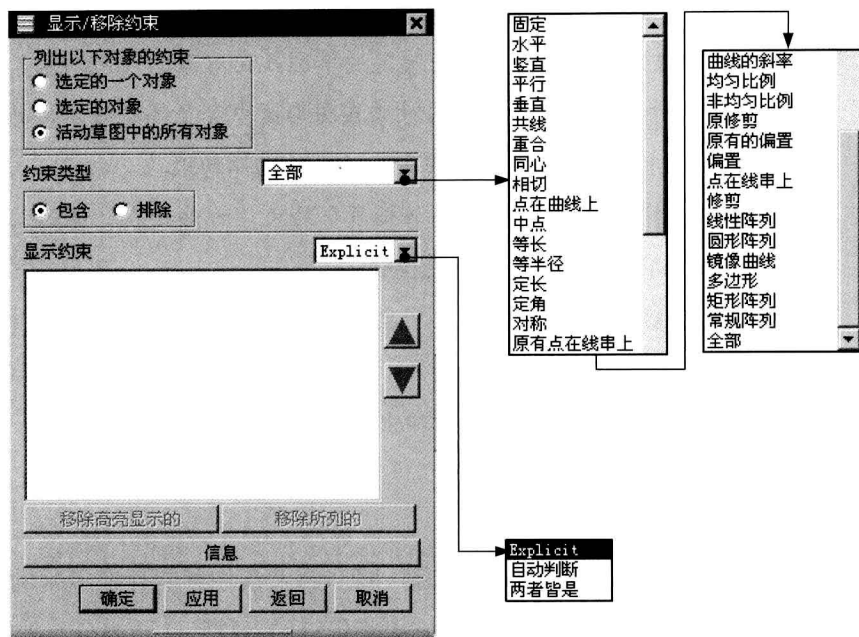 显示/移除约束
列出以下对象的约束
选定的一个对象
选定的对象
活动草图中的所有对象
约束类型
全部
包含
排除
显示约束
Explicit
移除高亮显示的
移除所列的
信息
确定
应用
返回
取消
固定
水平
竖直
平行
垂直
共线
重合
同心
相切
点在曲线上
中点
等长
等半径
定长
定角
对称
原有点在线串上
曲线的斜率
均匀比例
非均匀比例
原修剪
原有的偏置
偏置
点在线串上
修剪
线性阵列
圆形阵列
镜像曲线
多边形
矩形阵列
常规阵列
全部
Explicit
自动判断
两者皆是